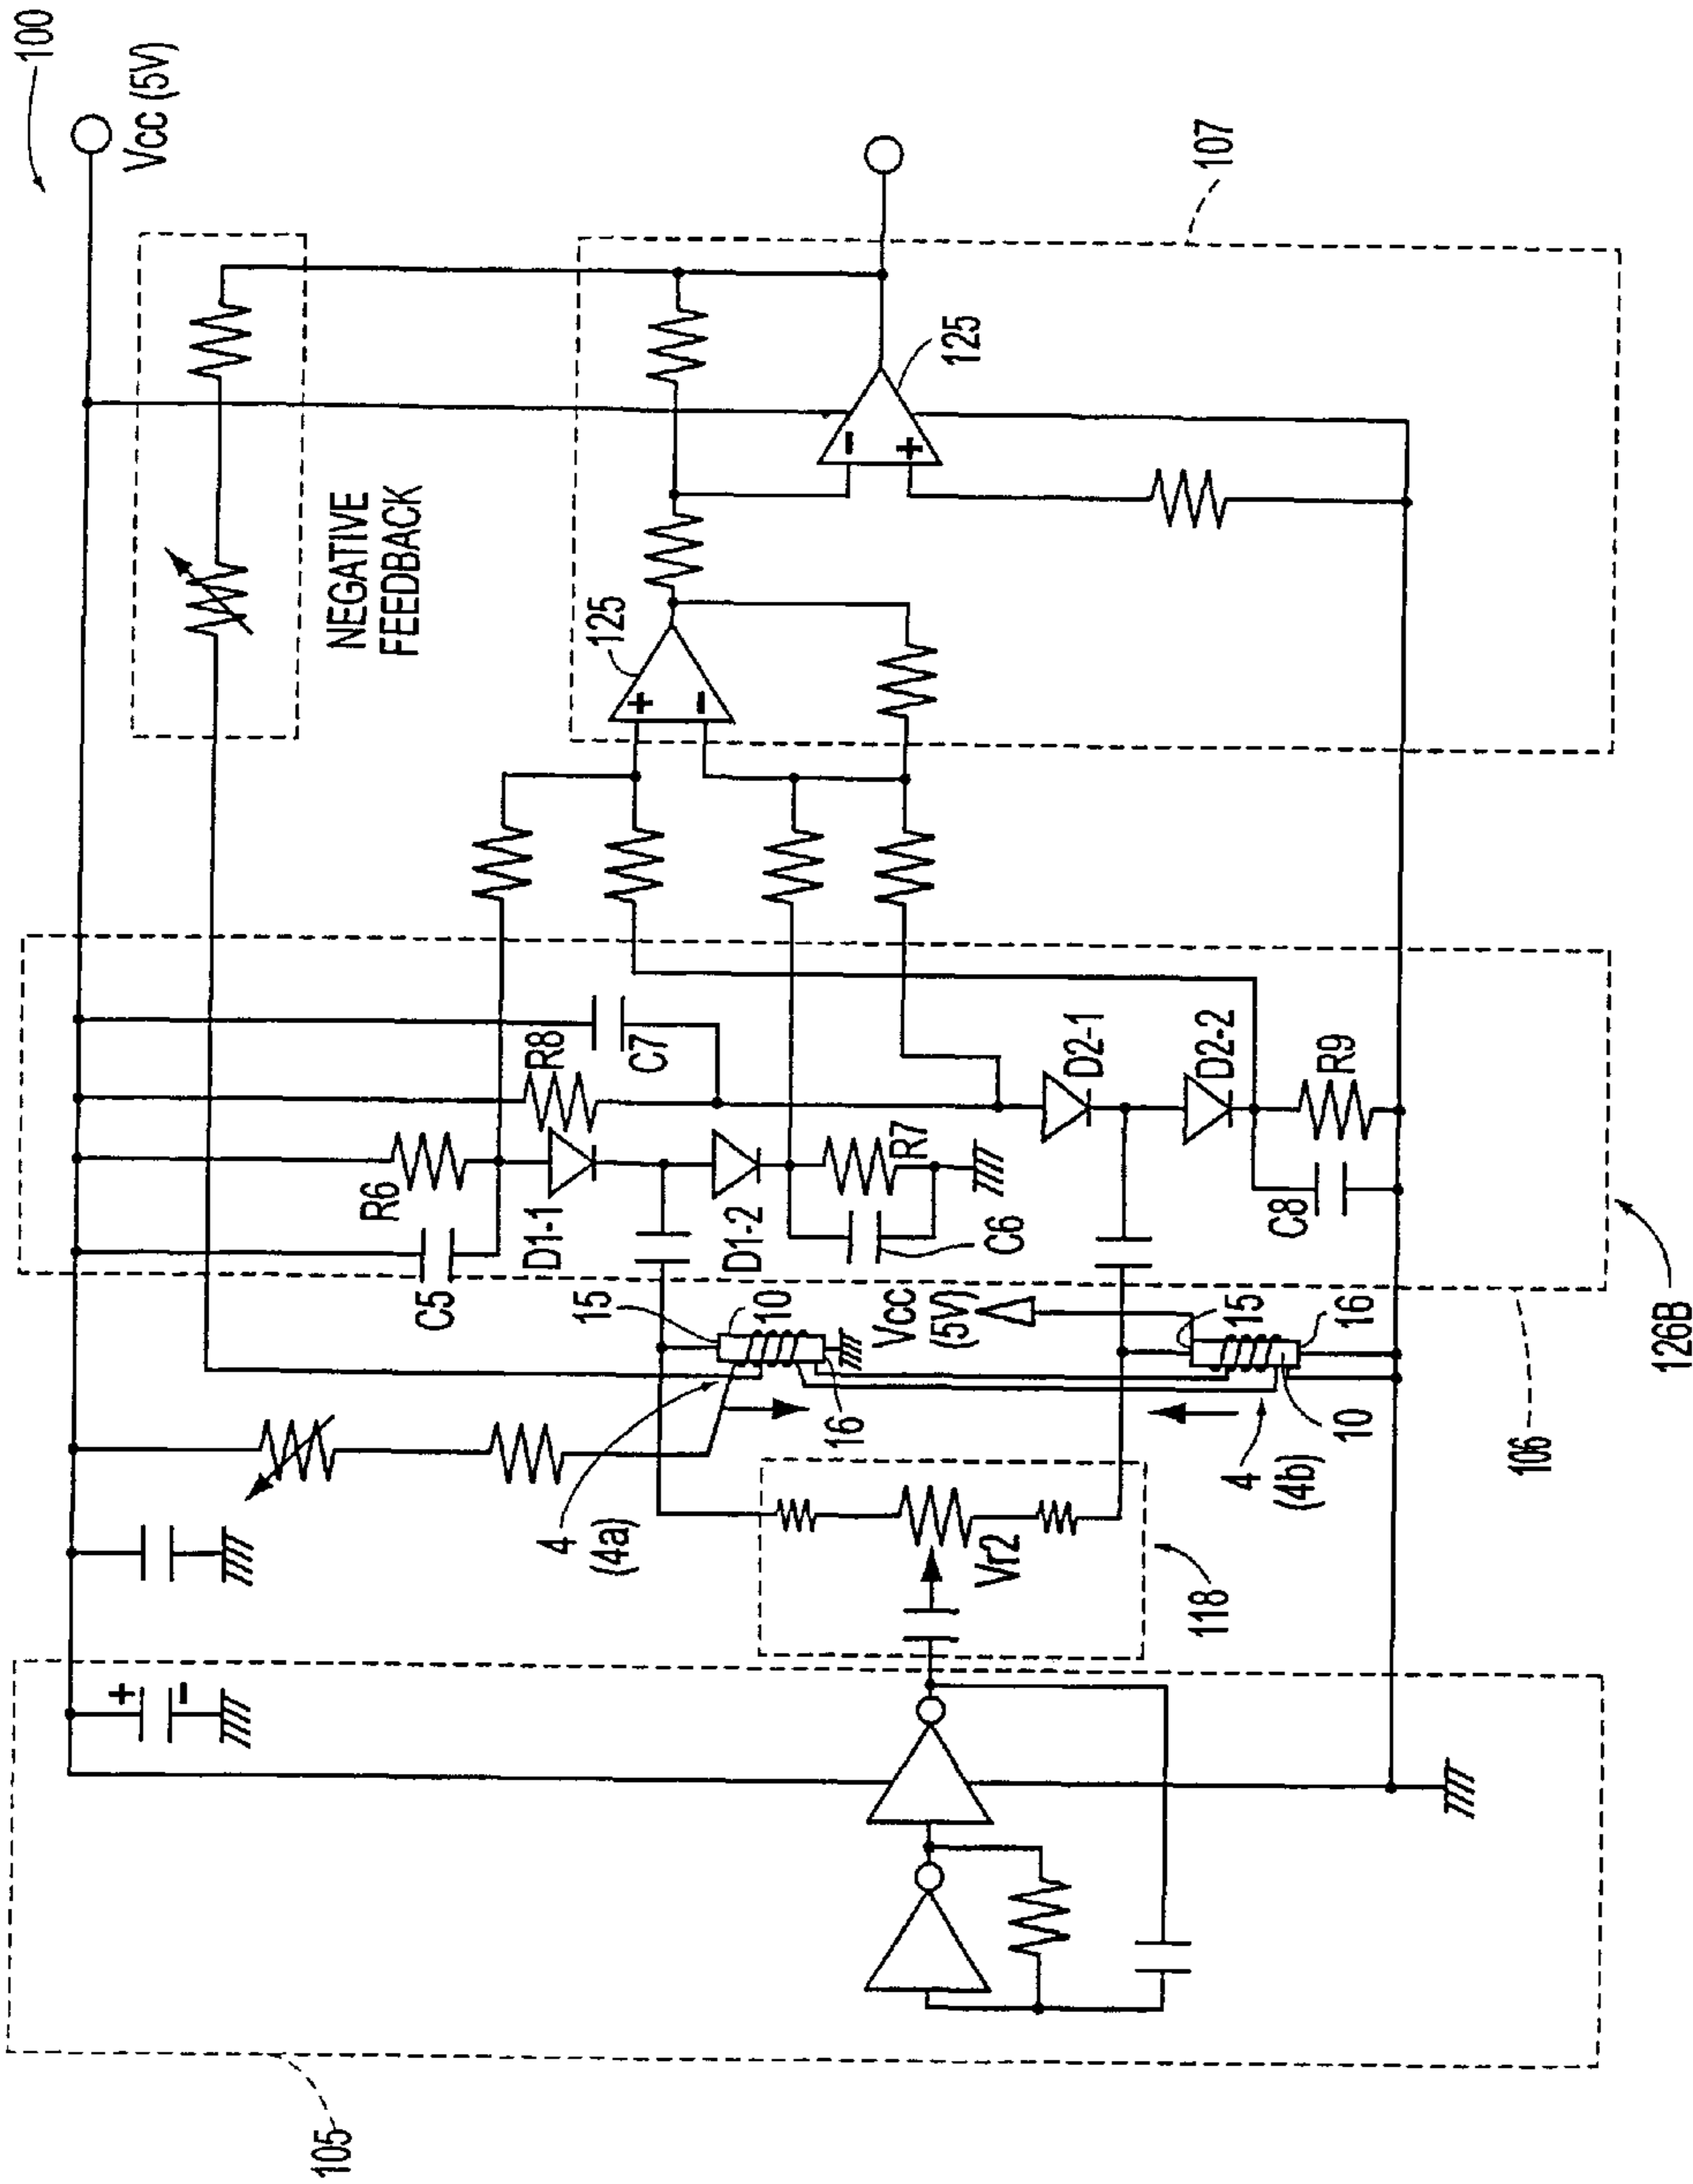 100
Vcc (5V)
NEGATIVE
FEEDBACK
107
125
+
-
125
-
+
R8
C7
R6
C5
D1-1
D1-2
R7
C6
D2-1
D2-2
R9
C8
15
10
16
Vcc
(5V)
15
16
10
4
(4a)
4
(4b)
106
126B
Vr2
118
+
-
105